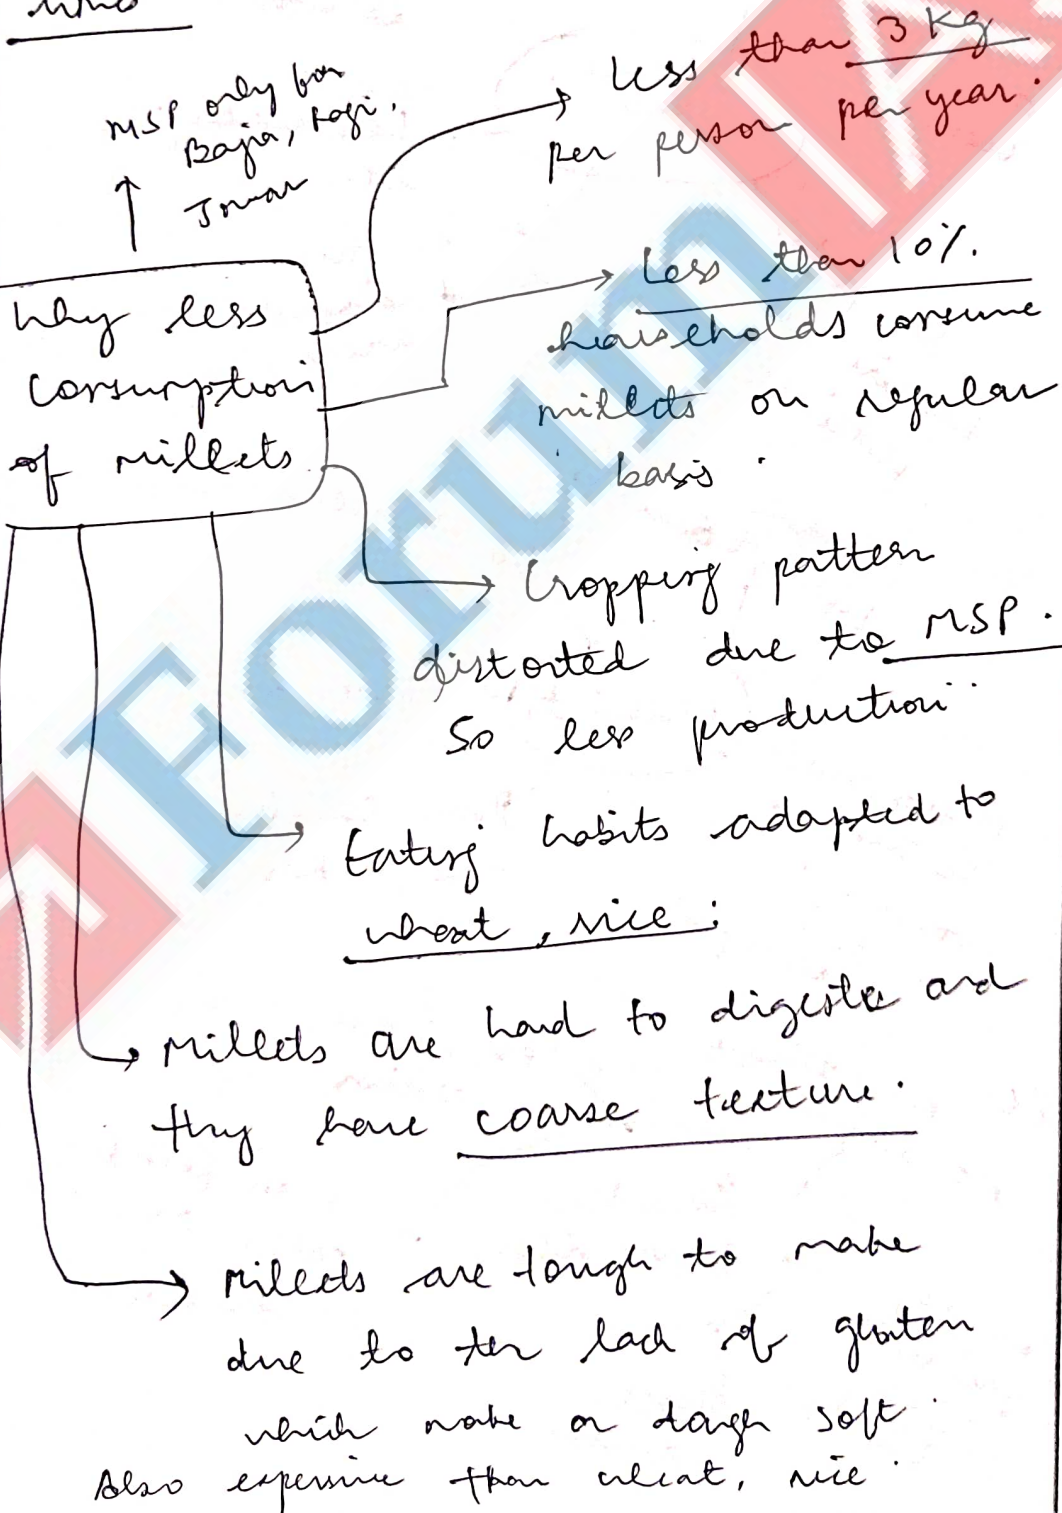 MSP only for
Bajra, Ragi,
Jowar
Less than 3 Kg
per person per year.
Why less
consumption
of millets
Less than 10%
households consume
millets on regular
basis.
Cropping pattern
distorted due to MSP.
So less production
Eating habits adapted to
wheat, rice.
Millets are hard to digest and
they have coarse texture.
Millets are tough to make
due to the lack of gluten
which make a dough soft.
Also expensive than wheat, rice.
ForumIA